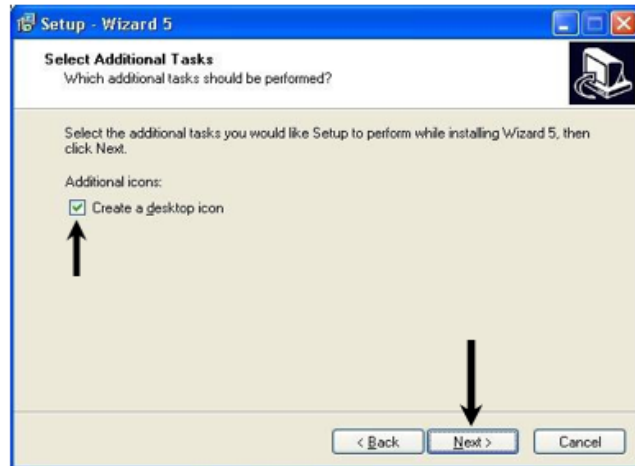 Setup - Wizard 5
Select Additional Tasks
Which additional tasks should be performed?
Select the additional tasks you would like Setup to perform while installing Wizard 5, then
click Next.
Additional icons:
Create a desktop icon
< Back
Next >
Cancel